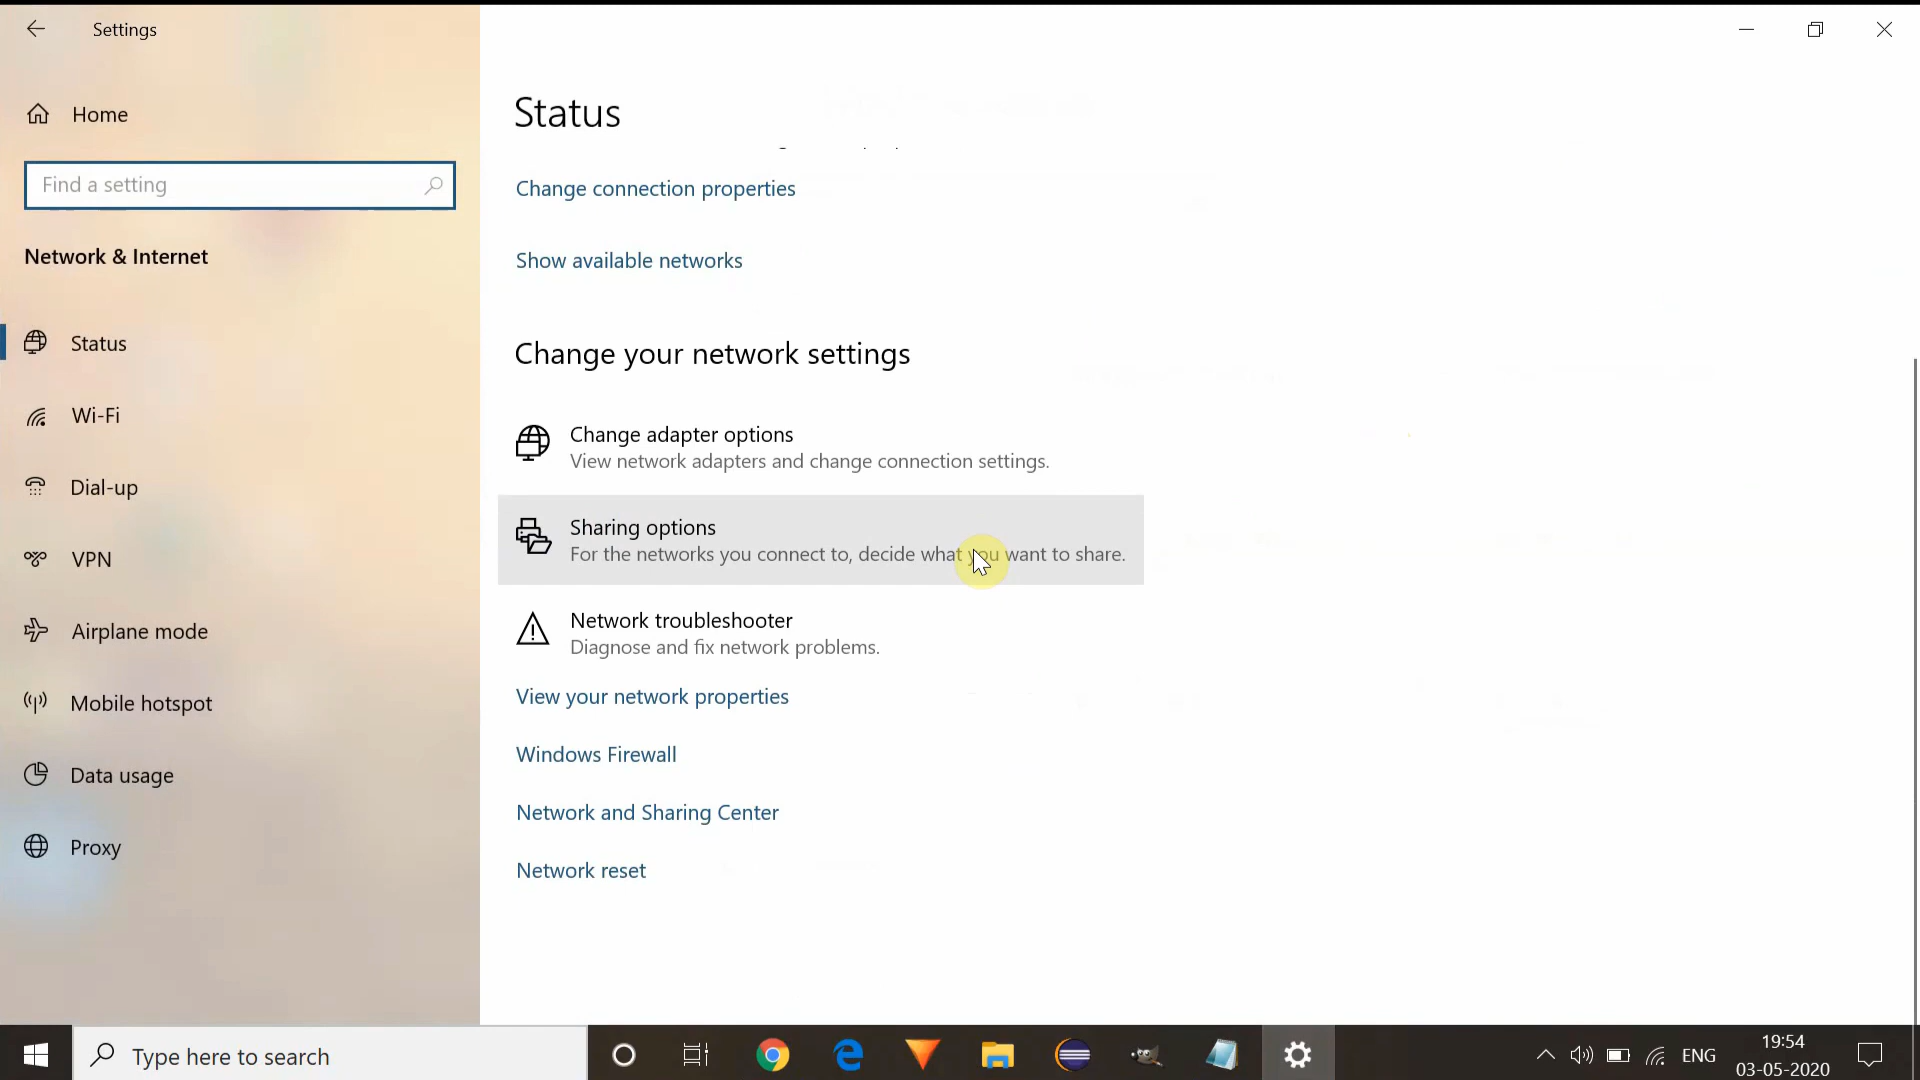 Settings
Home
Find a setting
Network & Internet
Status
Wi-Fi
Dial-up
VPN
Airplane mode
Mobile hotspot
Data usage
Proxy
Status
Change connection properties
Show available networks
Change your network settings
Change adapter options
View network adapters and change connection settings.
Sharing options
For the networks you connect to, decide what you want to share.
Network troubleshooter
Diagnose and fix network problems.
View your network properties
Windows Firewall
Network and Sharing Center
Network reset
Type here to search
ENG
19:54
03-05-2020